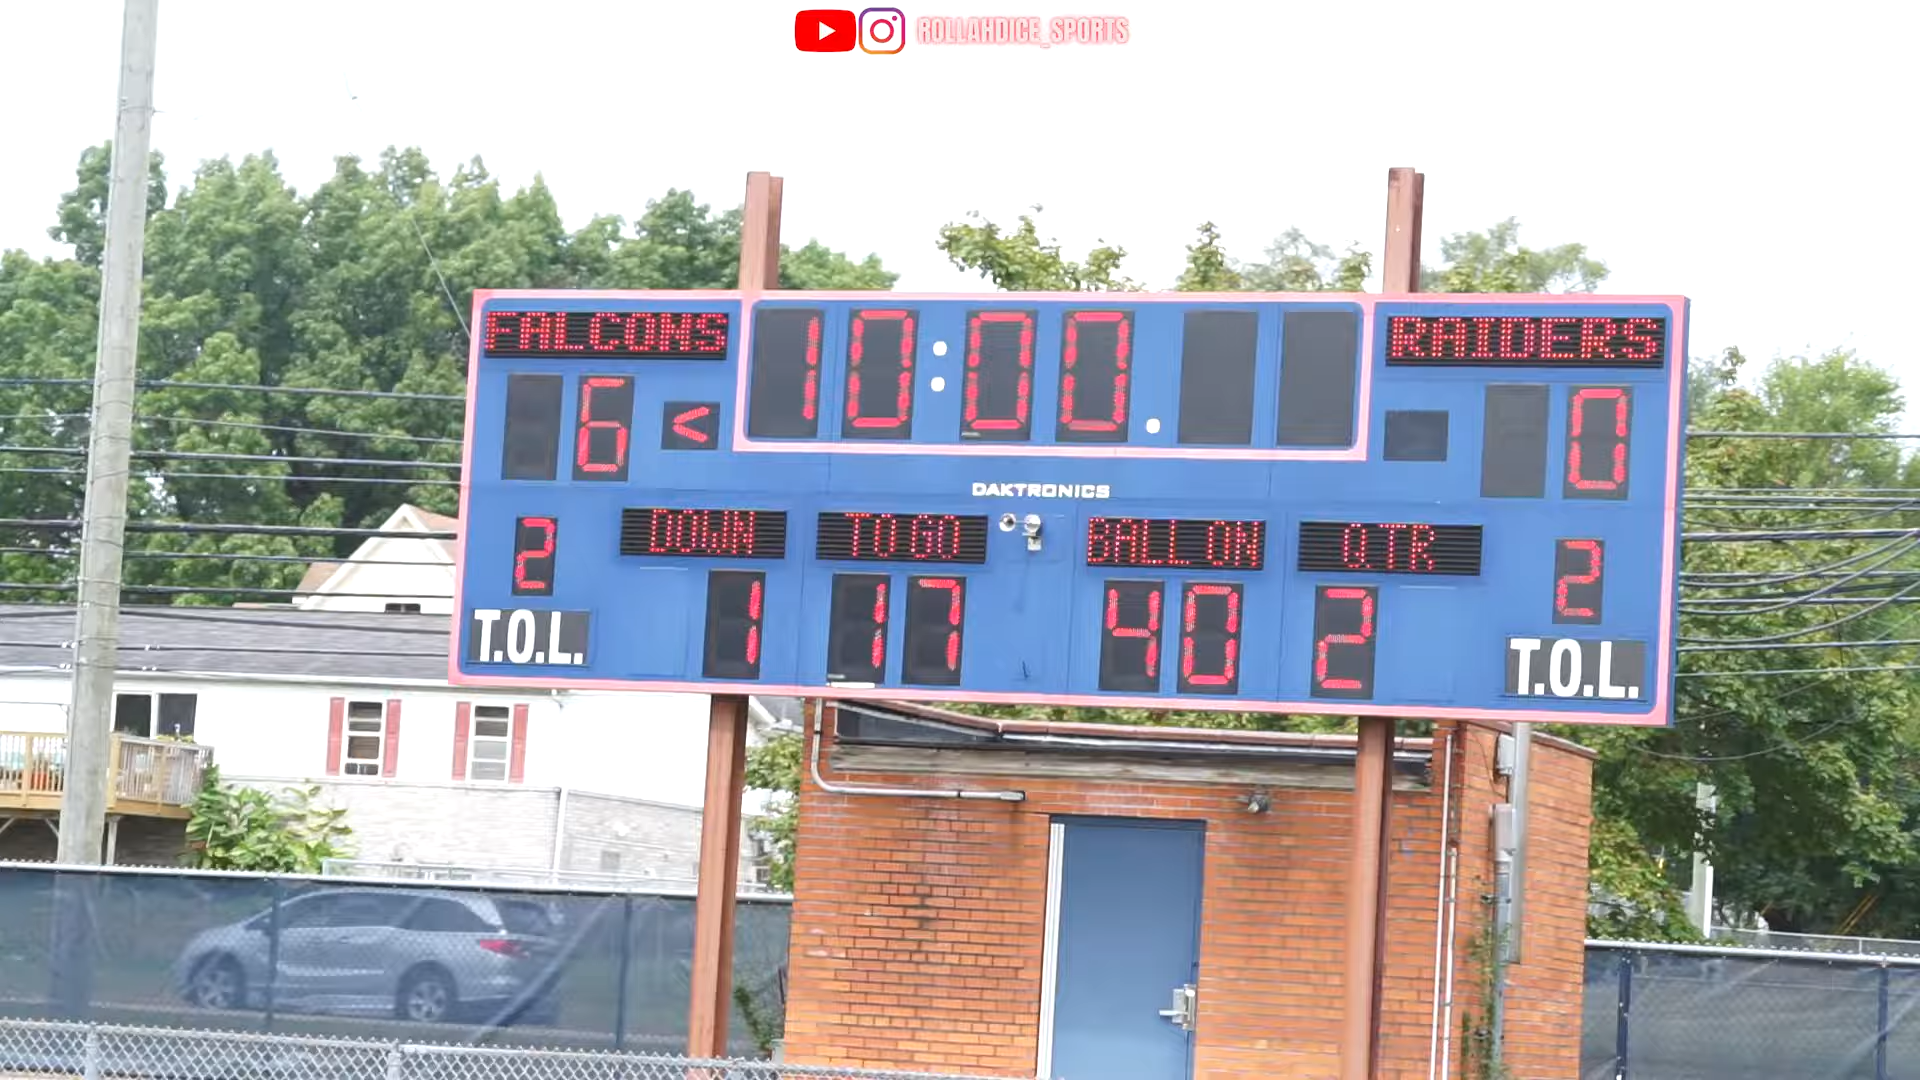 ROLLAHDICE_SPORTS
FALCONS 10:00. RAIDERS
6 < 0
DAKTRONICS
DOWN TO GO BALL ON QTR
2 1 17 40 2 2
T.O.L. T.O.L.